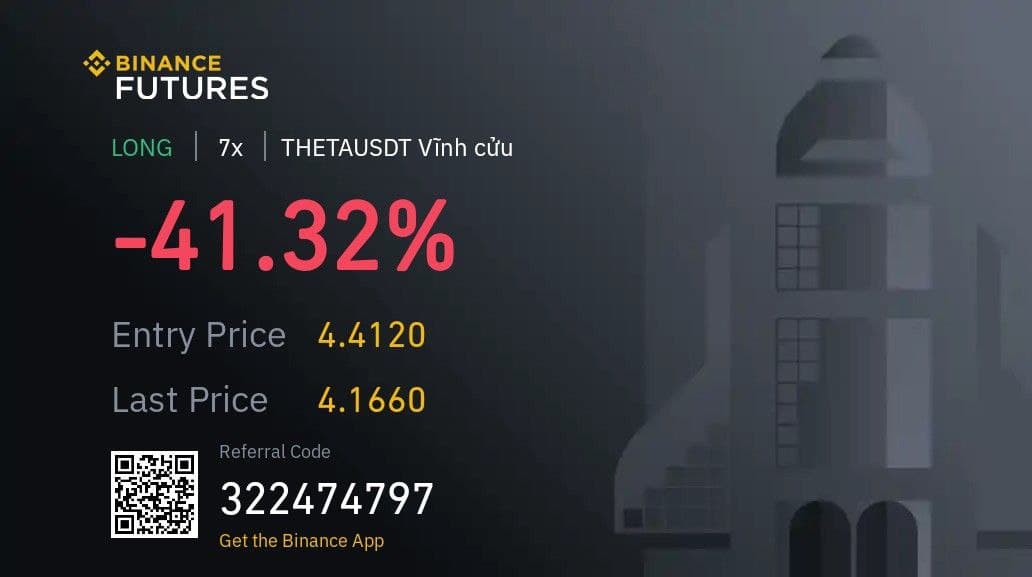 BINANCE
FUTURES
LONG | 7x | THETAUSDT Vĩnh cửu
-41.32%
Entry Price 4.4120
Last Price 4.1660
Referral Code
322474797
Get the Binance App